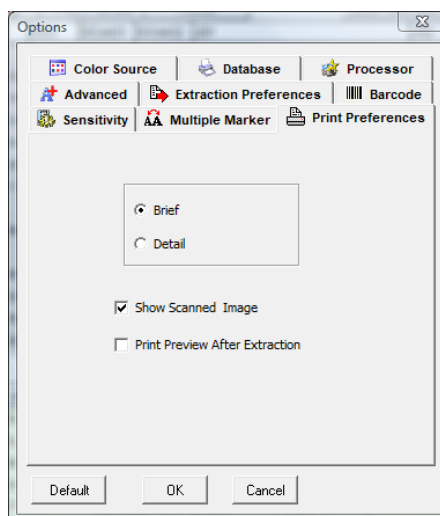 Options
Color Source Database Processor
Advanced Extraction Preferences Barcode
Sensitivity Multiple Marker Print Preferences
Brief
Detail
Show Scanned Image
Print Preview After Extraction
Default OK Cancel